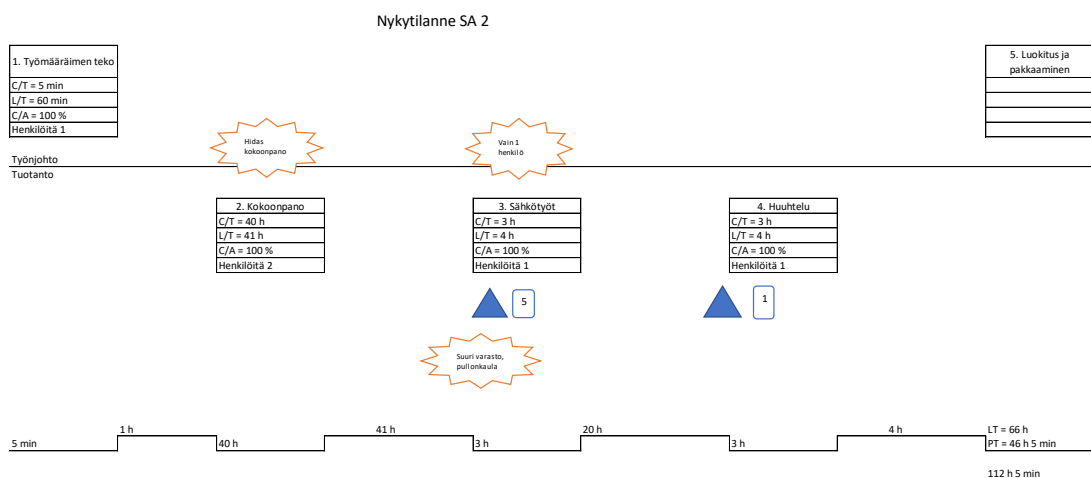 Nykytilanne SA 2
1. Työmääräimen teko
C/T = 5 min
L/T = 60 min
C/A = 100 %
Henkilöitä 1
5. Luokitus ja
pakkaaminen
Hidas
kokoonpano
Vain 1
henkilö
Työnjohto
Tuotanto
2. Kokoonpano
C/T = 40 h
L/T = 41 h
C/A = 100 %
Henkilöitä 2
3. Sähkötyöt
C/T = 3 h
L/T = 4 h
C/A = 100 %
Henkilöitä 1
4. Huuhtelu
C/T = 3 h
L/T = 4 h
C/A = 100 %
Henkilöitä 1
5
1
Suuri varasto,
pullonkaula
5 min
1 h
40 h
41 h
3 h
20 h
3 h
4 h
LT = 66 h
PT = 46 h 5 min
112 h 5 min